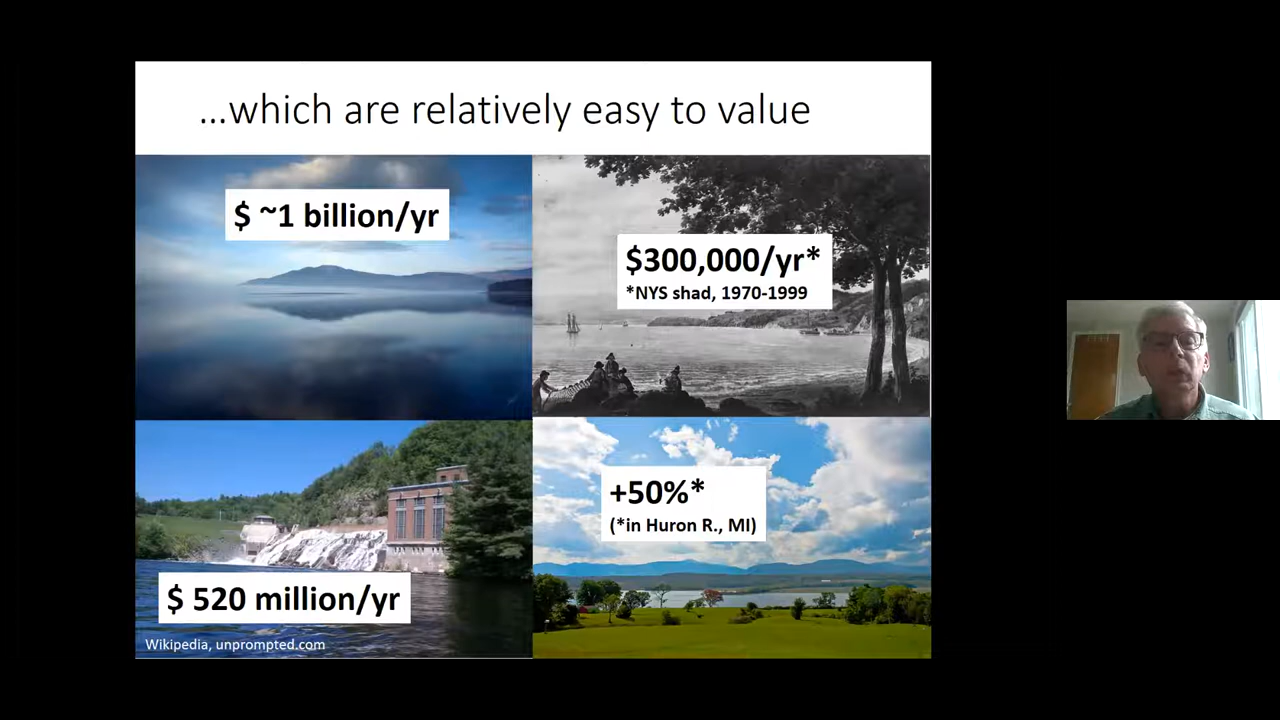 ...which are relatively easy to value
$ ~1 billion/yr
$300,000/yr*
*NYS shad, 1970-1999
+50%*
(*in Huron R., MI)
$ 520 million/yr
Wikipedia, unprompted.com